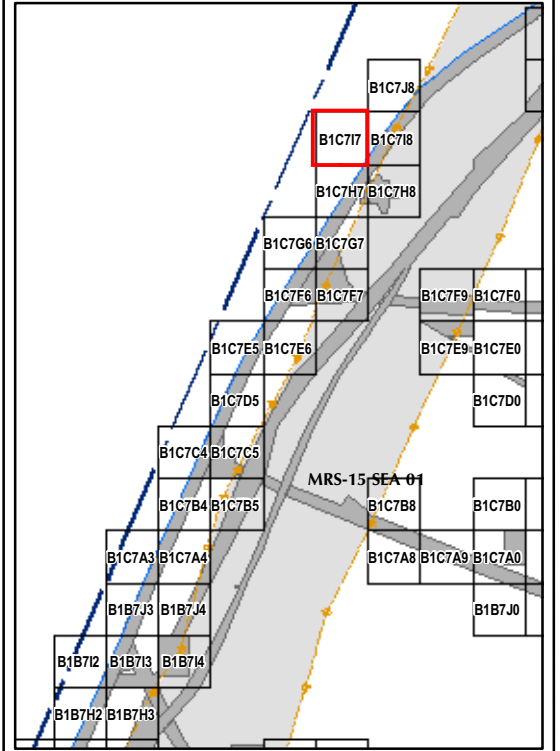 B1C7J8
B1C7I7 B1C7I8
B1C7H7 B1C7H8
B1C7G6 B1C7G7
B1C7F6 B1C7F7 B1C7F9 B1C7F0
B1C7E5 B1C7E6 B1C7E9 B1C7E0
B1C7D5 B1C7D0
B1C7C4 B1C7C5
MRS-15 SEA 01
B1C7B4 B1C7B5 B1C7B8 B1C7B0
B1C7A3 B1C7A4 B1C7A8 B1C7A9 B1C7A0
B1B7J3 B1B7J4 B1B7J0
B1B7I2 B1B7I3 B1B7I4
B1B7H2 B1B7H3